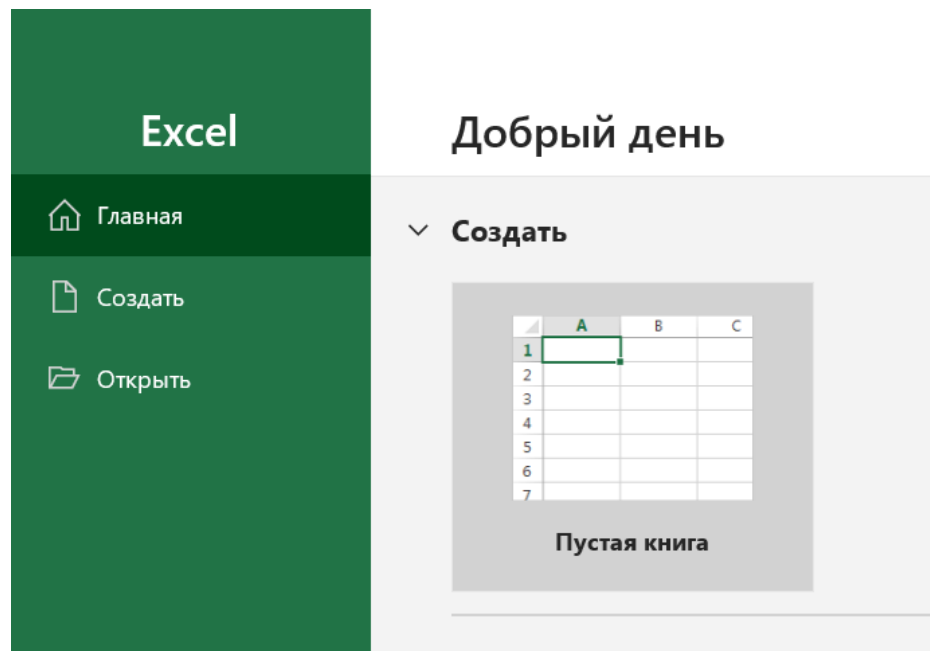 Excel
Добрый день
Главная
Создать
Открыть
Создать
A B C
1
2
3
4
5
6
7
Пустая книга